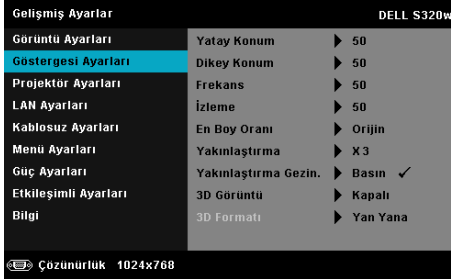 Gelişmiş Ayarlar DELL S320w
Görüntü Ayarları
Göstergesi Ayarları
Projektör Ayarları
LAN Ayarları
Kablosuz Ayarları
Menü Ayarları
Güç Ayarları
Etkileşimli Ayarları
Bilgi
Yatay Konum 50
Dikey Konum 50
Frekans 50
İzleme 50
En Boy Oranı Orijin
Yakınlaştırma X3
Yakınlaştırma Gezin. Basın ✓
3D Görüntü Kapalı
3D Formatı Yan Yana
Çözünürlük 1024x768